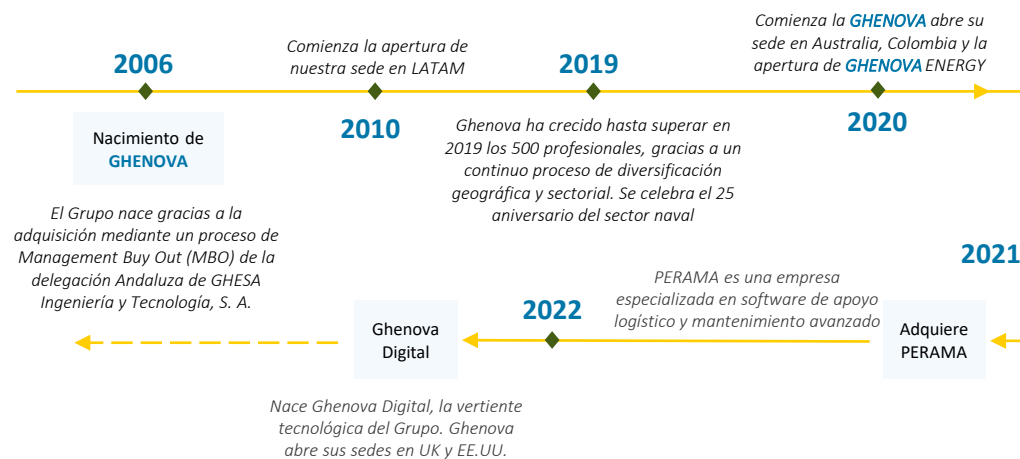 2006
Nacimiento de
GHENOVA
El Grupo nace gracias a la
adquisición mediante un proceso de
Management Buy Out (MBO) de la
delegación Andaluza de GHESA
Ingeniería y Tecnología, S. A.
Comienza la apertura de
nuestra sede en LATAM
2010
2019
Ghenova ha crecido hasta superar en
2019 los 500 profesionales, gracias a un
continuo proceso de diversificación
geográfica y sectorial. Se celebra el 25
aniversario del sector naval
Comienza la GHENOVA abre su
sede en Australia, Colombia y la
apertura de GHENOVA ENERGY
2020
2021
Adquiere
PERAMA
PERAMA es una empresa
especializada en software de apoyo
logístico y mantenimiento avanzado
2022
Ghenova
Digital
Nace Ghenova Digital, la vertiente
tecnológica del Grupo. Ghenova
abre sus sedes en UK y EE.UU.